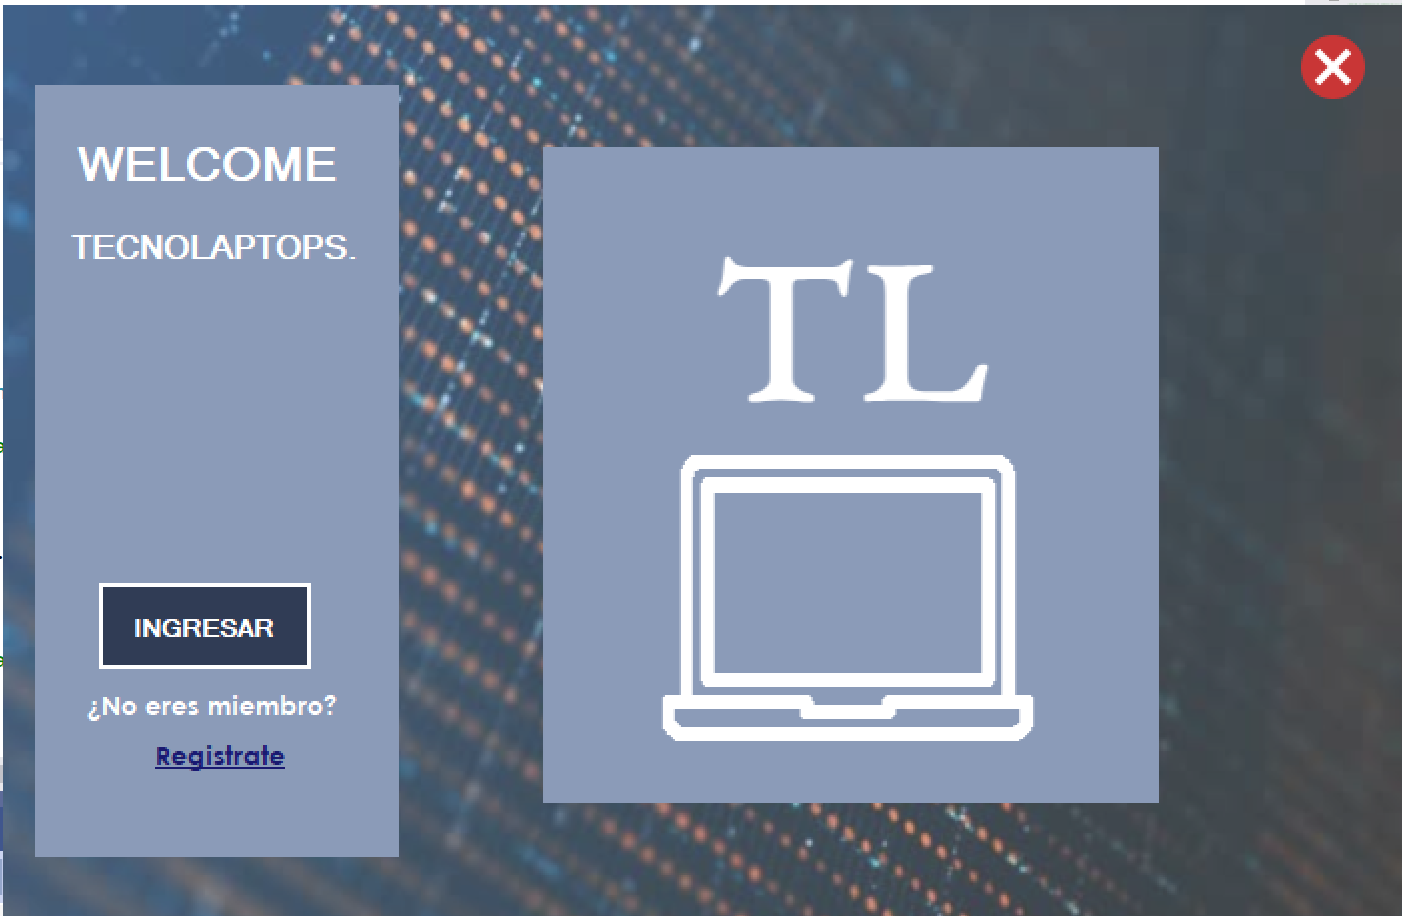 WELCOME
TECNOLAPTOPS.
TL
INGRESAR
¿No eres miembro?
Registrate